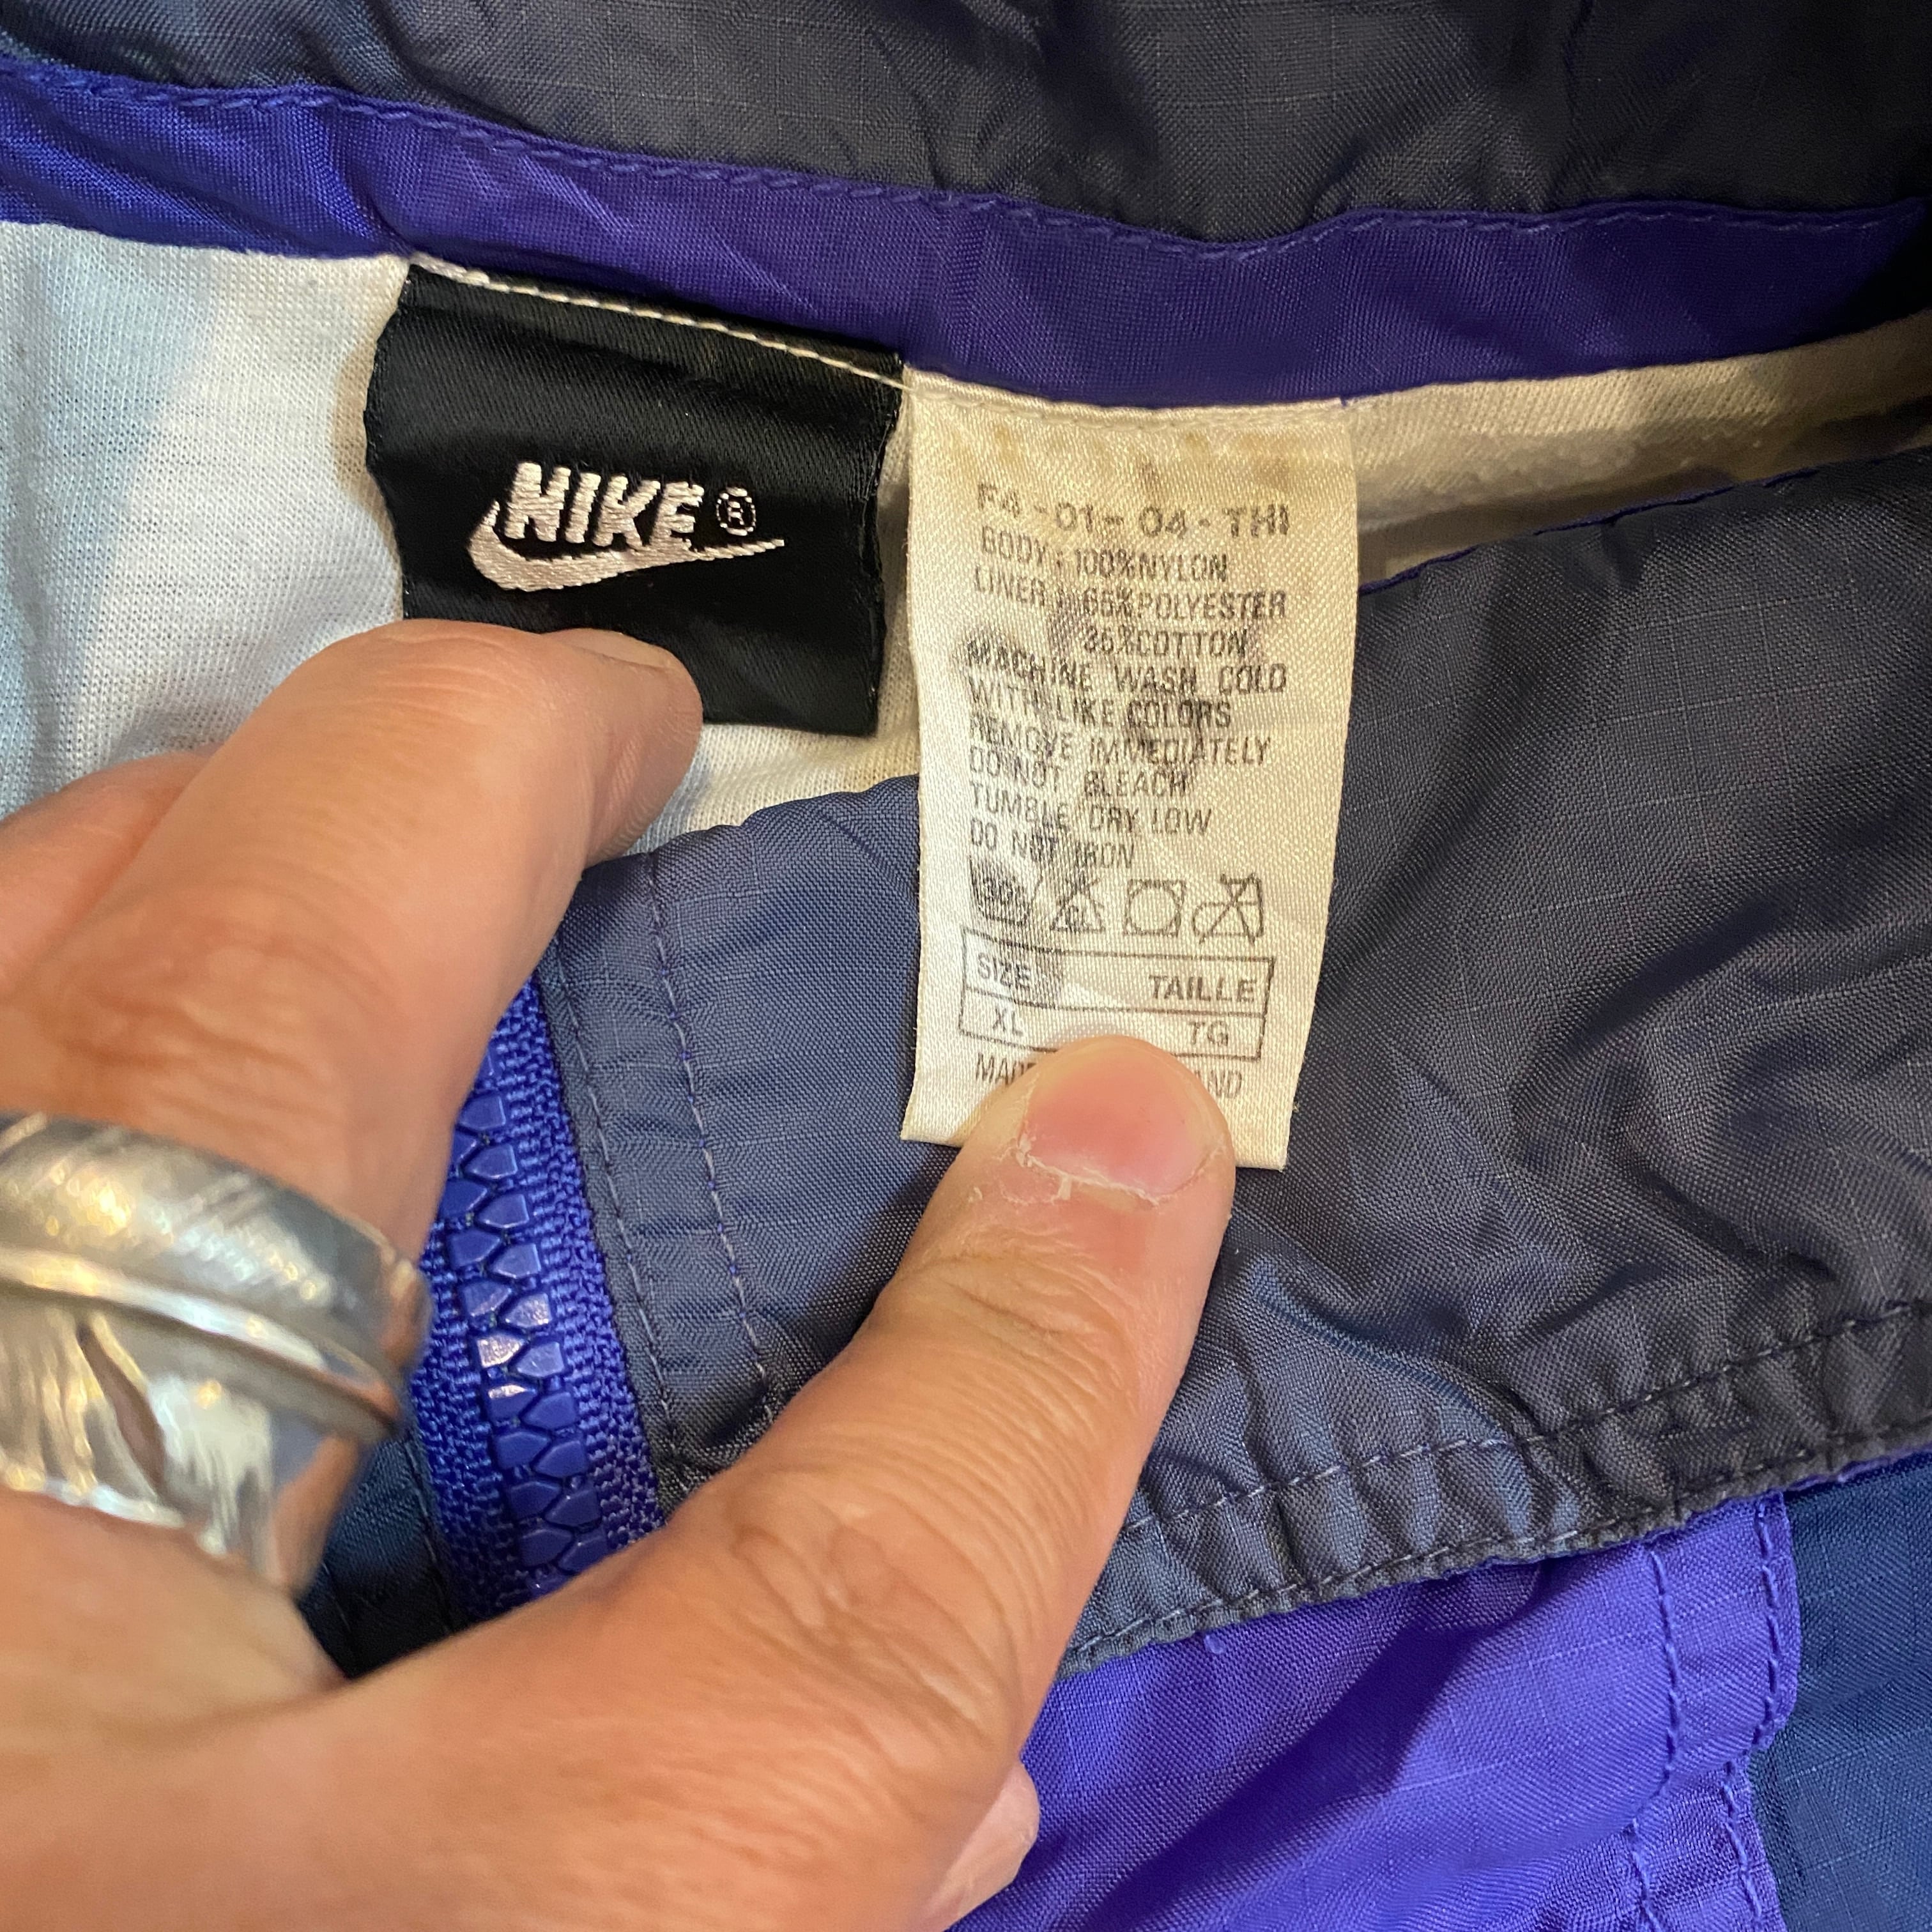 NIKE®
F4-01-04-THI
BODY: 100%NYLON
LINER: 65%POLYESTER
35%COTTON
MACHINE WASH COLD
WITH LIKE COLORS
REMOVE IMMEDIATELY
DO NOT BLEACH
TUMBLE DRY LOW
DO NOT IRON
30 CL
SIZE TAILLE
XL TG